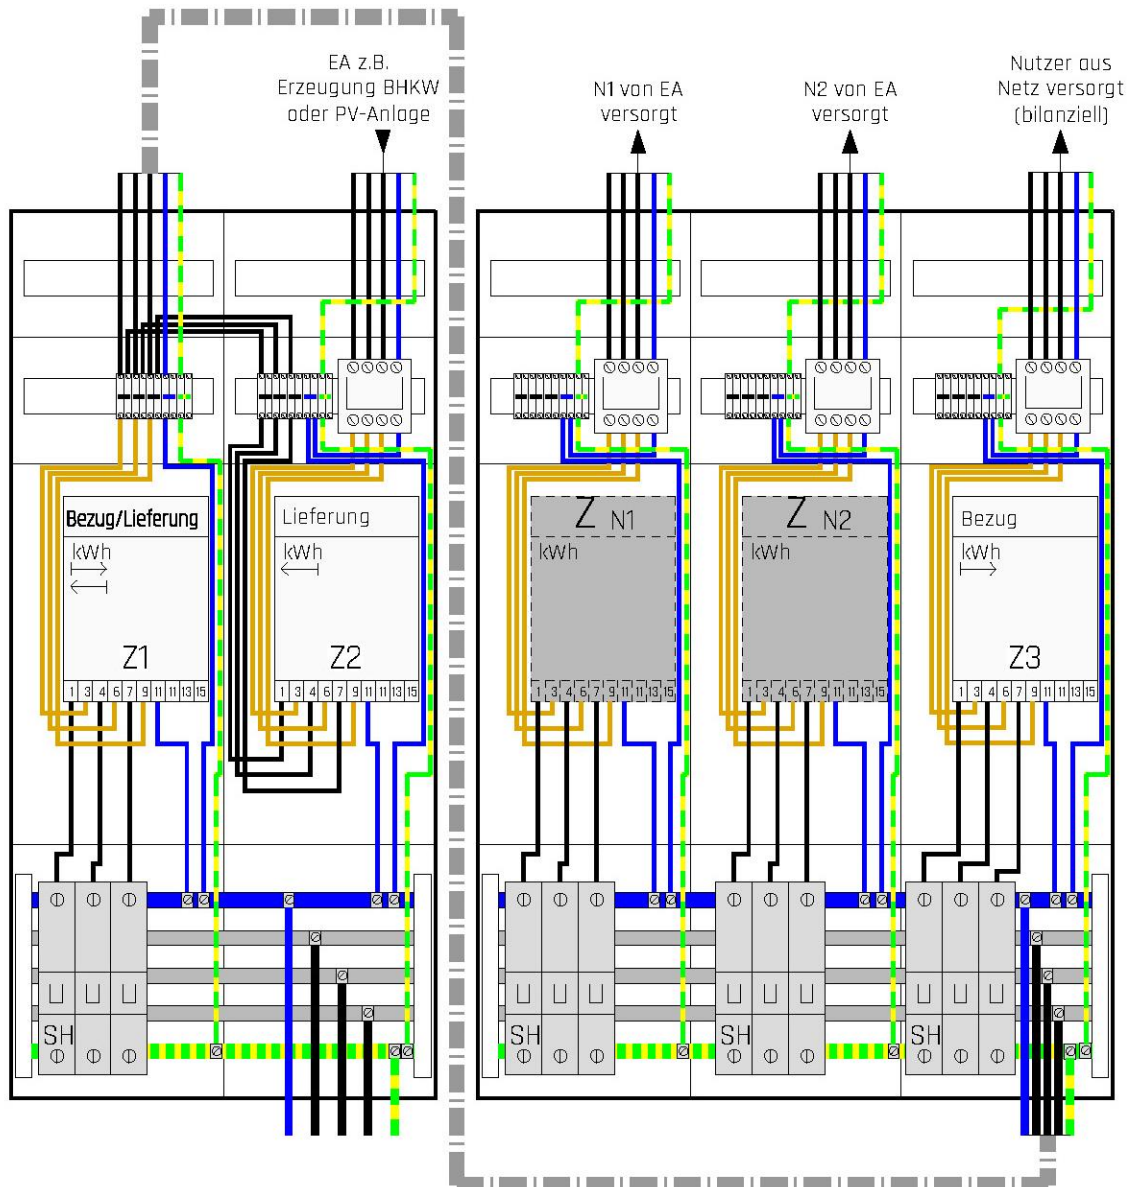 EA z.B.
Erzeugung BHKW
oder PV-Anlage
N1 von EA
versorgt
N2 von EA
versorgt
Nutzer aus
Netz versorgt
(bilanziell)
Bezug/Lieferung
kWh
Z1
1 3 4 6 7 9 11 11 13 15
Lieferung
kWh
Z2
1 3 4 6 7 9 11 11 13 15
Z N1
kWh
1 3 4 6 7 9 11 11 13 15
Z N2
kWh
1 3 4 6 7 9 11 11 13 15
Bezug
kWh
Z3
1 3 4 6 7 9 11 11 13 15
SH
SH
SH
SH